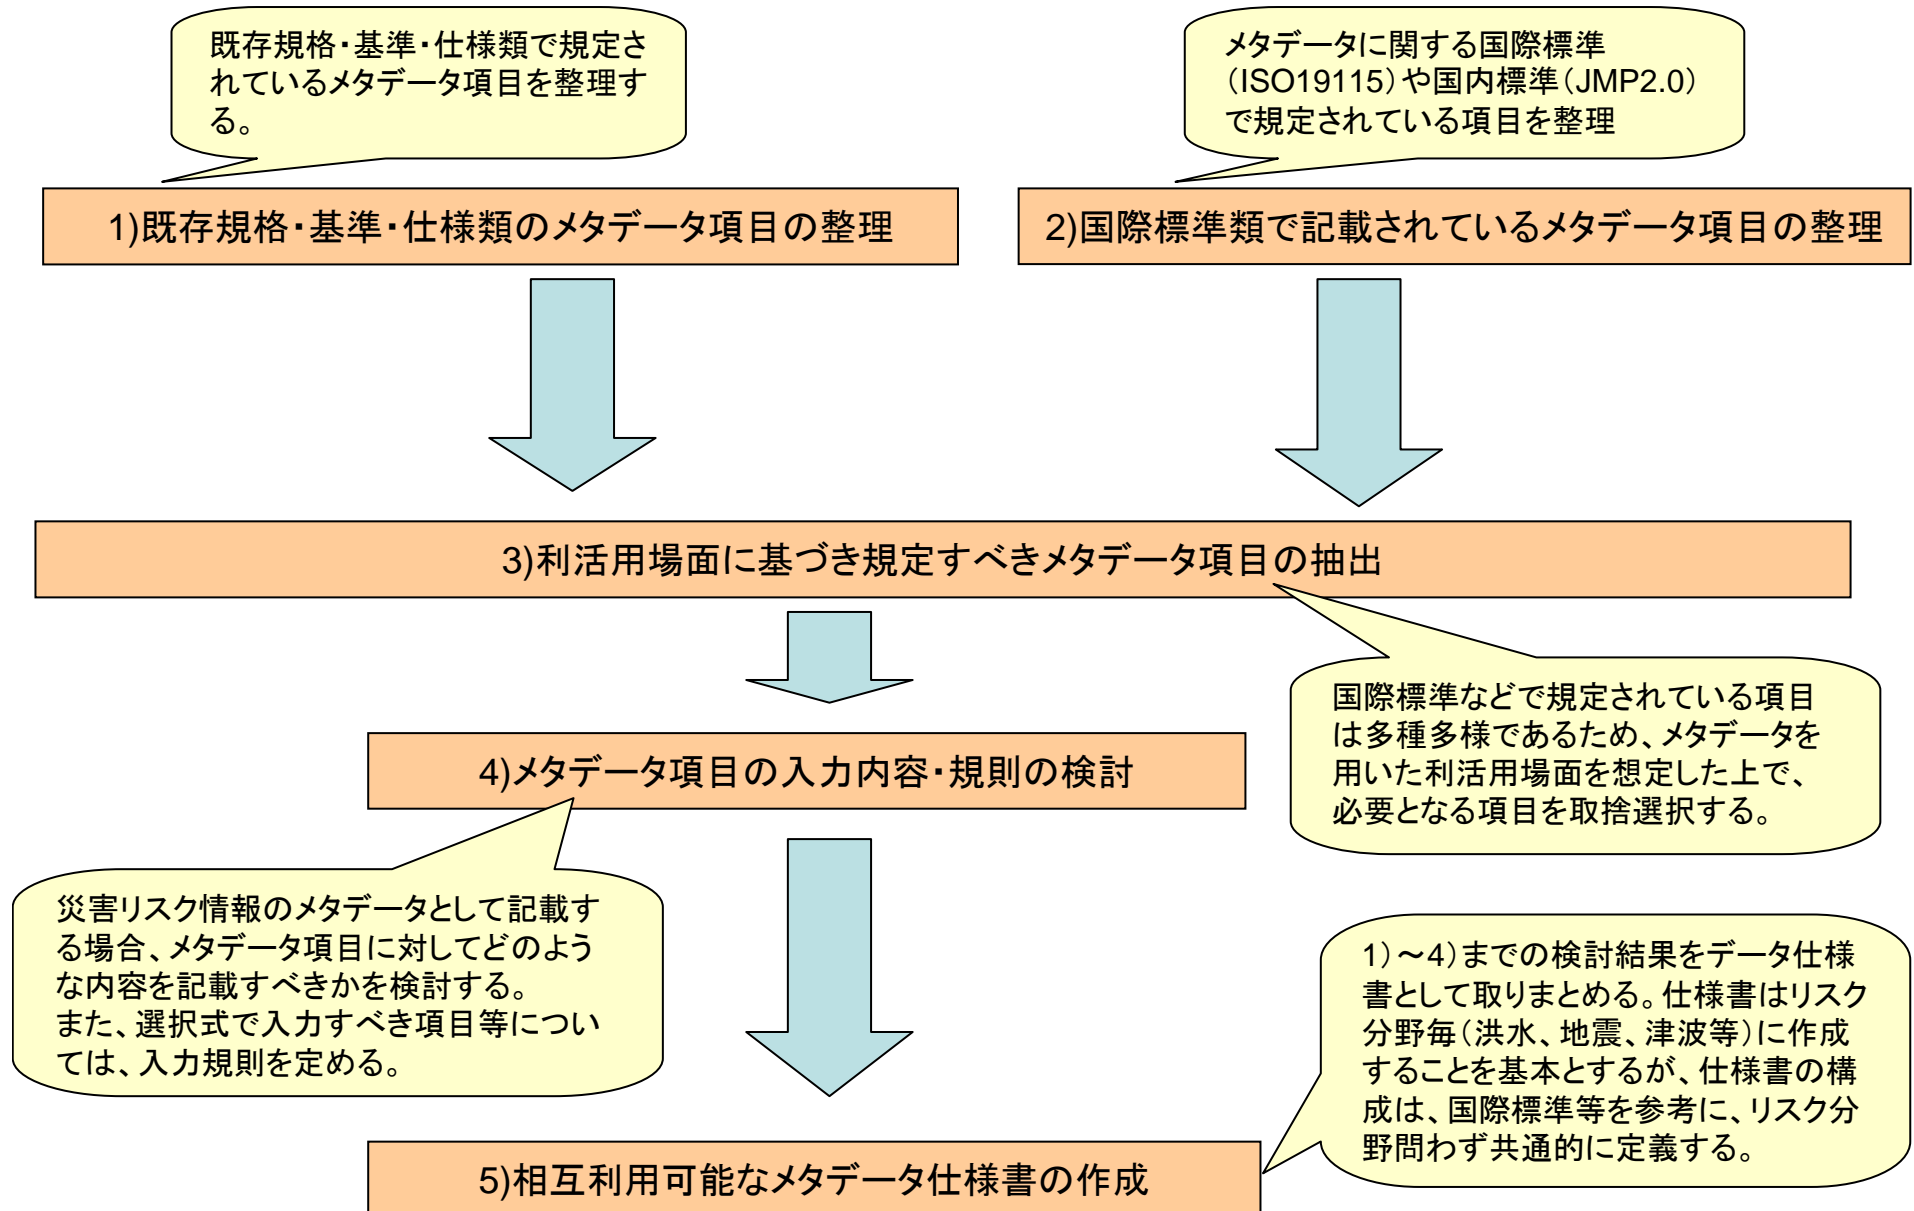 既存規格・基準・仕様類で規定さ
れているメタデータ項目を整理す
る。
メタデータに関する国際標準
（ISO19115）や国内標準（JMP2.0）
で規定されている項目を整理
1)既存規格・基準・仕様類のメタデータ項目の整理
2)国際標準類で記載されているメタデータ項目の整理
3)利活用場面に基づき規定すべきメタデータ項目の抽出
国際標準などで規定されている項目
は多種多様であるため、メタデータを
用いた利活用場面を想定した上で、
必要となる項目を取捨選択する。
4)メタデータ項目の入力内容・規則の検討
災害リスク情報のメタデータとして記載す
る場合、メタデータ項目に対してどのよう
な内容を記載すべきかを検討する。
また、選択式で入力すべき項目等につい
ては、入力規則を定める。
1）～4）までの検討結果をデータ仕様
書として取りまとめる。仕様書はリスク
分野毎（洪水、地震、津波等）に作成
することを基本とするが、仕様書の構
成は、国際標準等を参考に、リスク分
野問わず共通的に定義する。
5)相互利用可能なメタデータ仕様書の作成